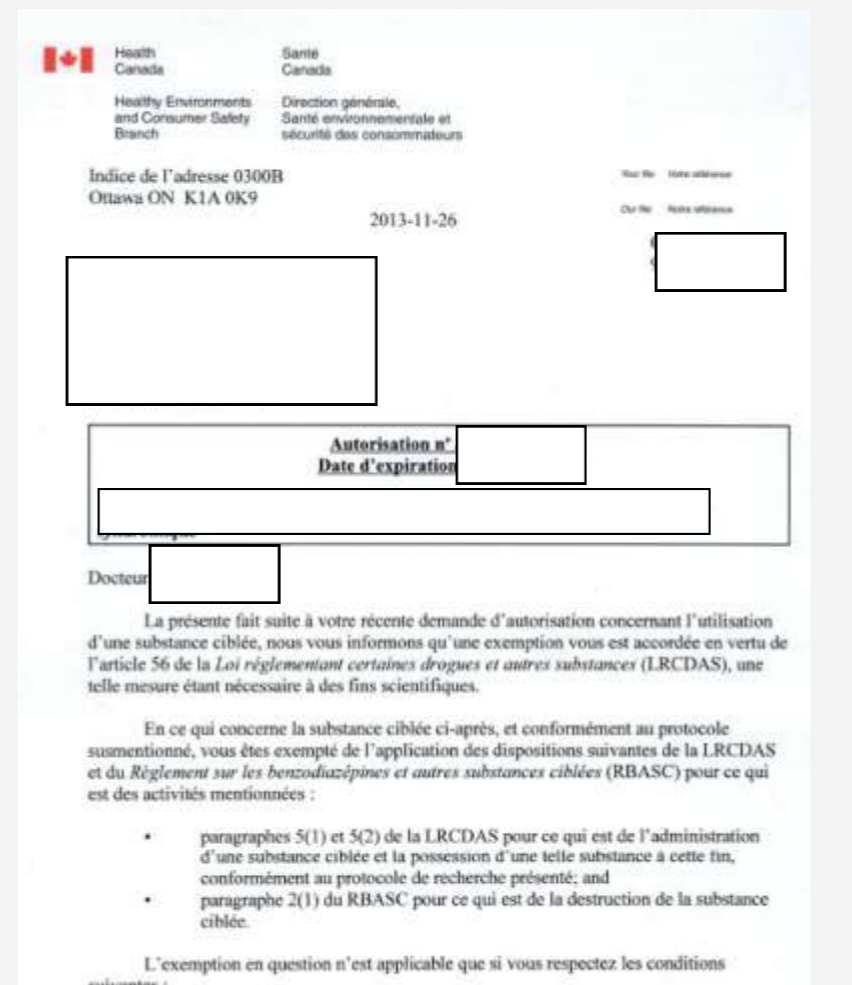 Health Canada
Santé Canada
Healthy Environments and Consumer Safety Branch
Direction générale, Santé environnementale et sécurité des consommateurs
Indice de l'adresse 0300B
Ottawa ON K1A 0K9
2013-11-26
Your file Votre référence
Our file Notre référence
Autorisation n°
Date d'expiration
Docteur
La présente fait suite à votre récente demande d'autorisation concernant l'utilisation
d'une substance ciblée, nous vous informons qu'une exemption vous est accordée en vertu de
l'article 56 de la Loi réglementant certaines drogues et autres substances (LRCDAS), une
telle mesure étant nécessaire à des fins scientifiques.
En ce qui concerne la substance ciblée ci-après, et conformément au protocole
susmentionné, vous êtes exempté de l'application des dispositions suivantes de la LRCDAS
et du Règlement sur les benzodiazépines et autres substances ciblées (RBASC) pour ce qui
est des activités mentionnées :
• paragraphes 5(1) et 5(2) de la LRCDAS pour ce qui est de l'administration
d'une substance ciblée et la possession d'une telle substance à cette fin,
conformément au protocole de recherche présenté; and
• paragraphe 2(1) du RBASC pour ce qui est de la destruction de la substance
ciblée.
L'exemption en question n'est applicable que si vous respectez les conditions